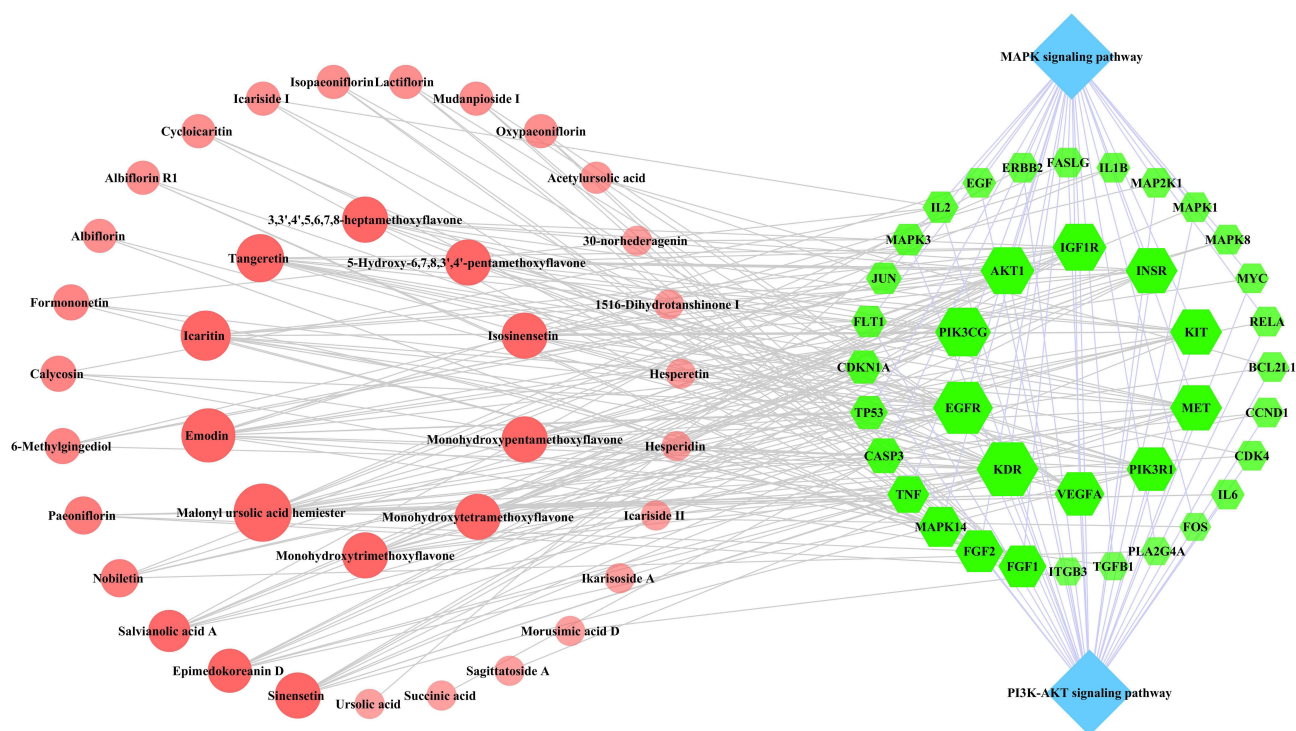 MAPK signaling pathway
Isopaeoniflorin
Lactiflorin
Icariside I
Mudanpioside I
Cycloicaritin
Oxypaeoniflorin
Albiflorin R1
Acetylursolic acid
3,3',4',5,6,7,8-heptamethoxyflavone
Albiflorin
30-norhederagenin
Tangeretin
5-Hydroxy-6,7,8,3',4'-pentamethoxyflavone
Formononetin
1516-Dihydrotanshinone I
Icaritin
Isosinensetin
Calycosin
Hesperetin
Emodin
Monohydroxypentamethoxyflavone
6-Methylgingediol
Hesperidin
Paeoniflorin
Malonyl ursolic acid hemiester
Monohydroxytetramethoxyflavone
Icariside II
Monohydroxytrimethoxyflavone
Nobiletin
Ikarisoside A
Salvianolic acid A
Morusimic acid D
Epimedokoreanin D
Sagittatoside A
Sinensetin
Ursolic acid
Succinic acid
FASLG
ERBB2
IL1B
EGF
MAP2K1
IL2
MAPK1
MAPK3
MAPK8
IGF1R
AKT1
INSR
JUN
MYC
FLT1
RELA
PIK3CG
KIT
CDKN1A
BCL2L1
EGFR
MET
TP53
CCND1
CASP3
CDK4
KDR
PIK3R1
TNF
VEGFA
IL6
MAPK14
FOS
FGF2
PLA2G4A
FGF1
ITGB3
TGFB1
PI3K-AKT signaling pathway